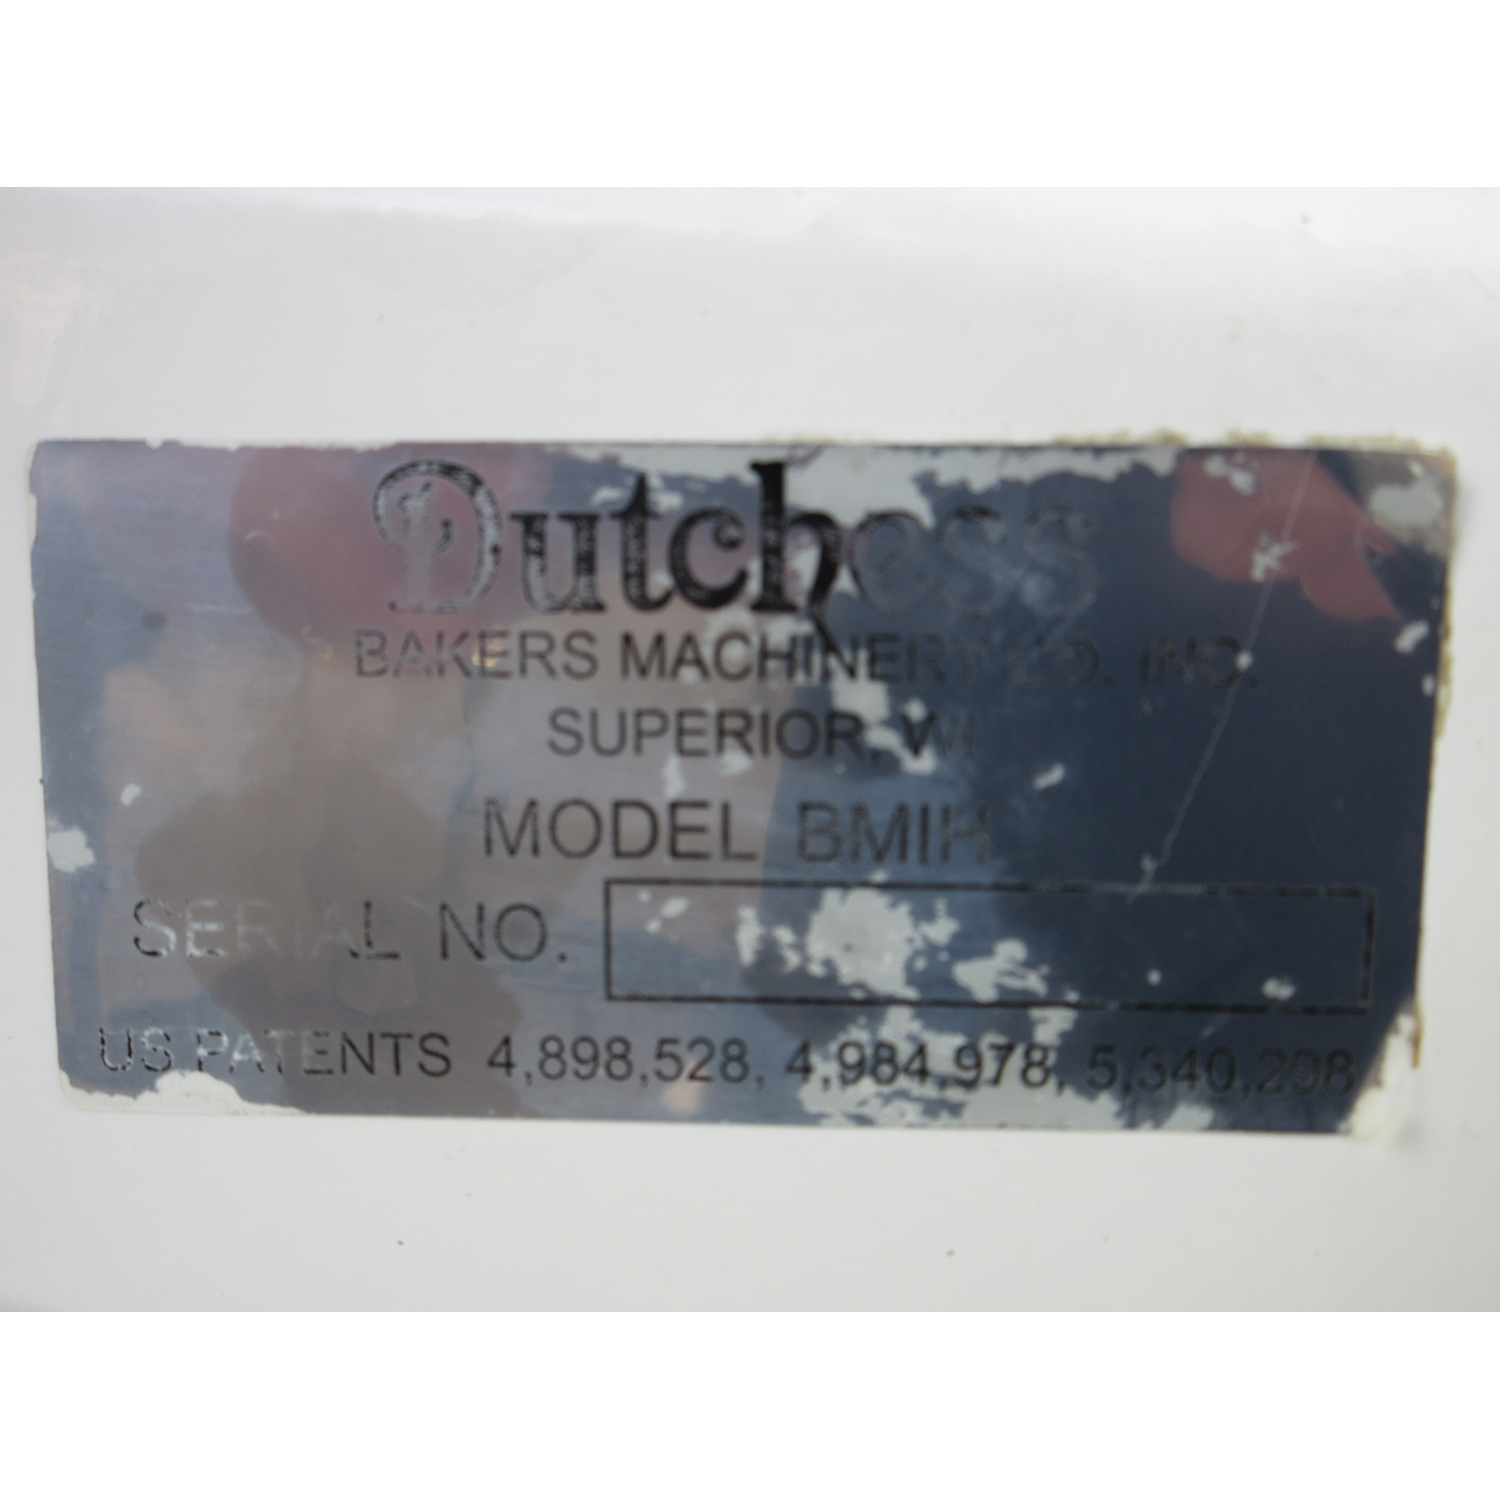 Dutchess
BAKERS MACHINERY CO. INC.
SUPERIOR, WI
MODEL BMIH
SERIAL NO.
US PATENTS 4,898,528, 4,984,978, 5,340,298